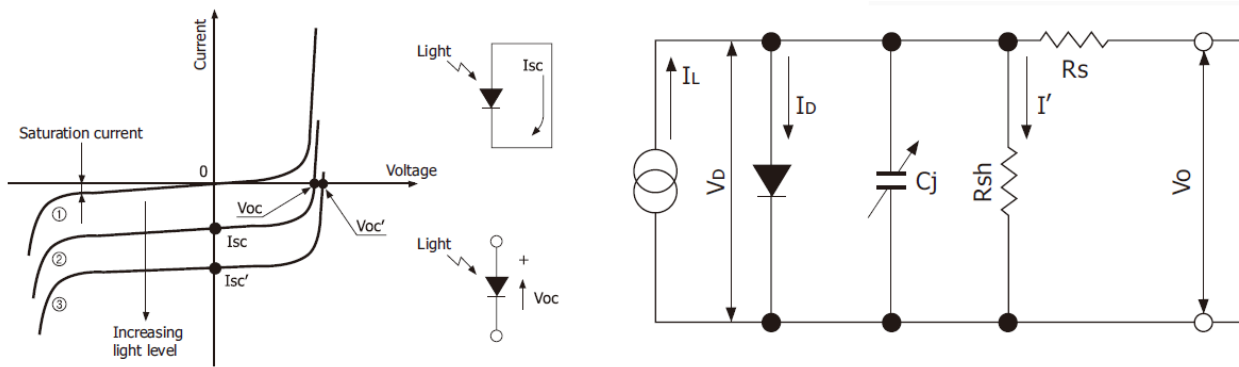 Current
Light
Isc
Saturation current
0
Voltage
①
Voc
Voc'
Isc
②
Light
+
Isc'
Voc
③
Increasing
light level
IL
ID
I'
Rs
VD
Cj
Rsh
Vo